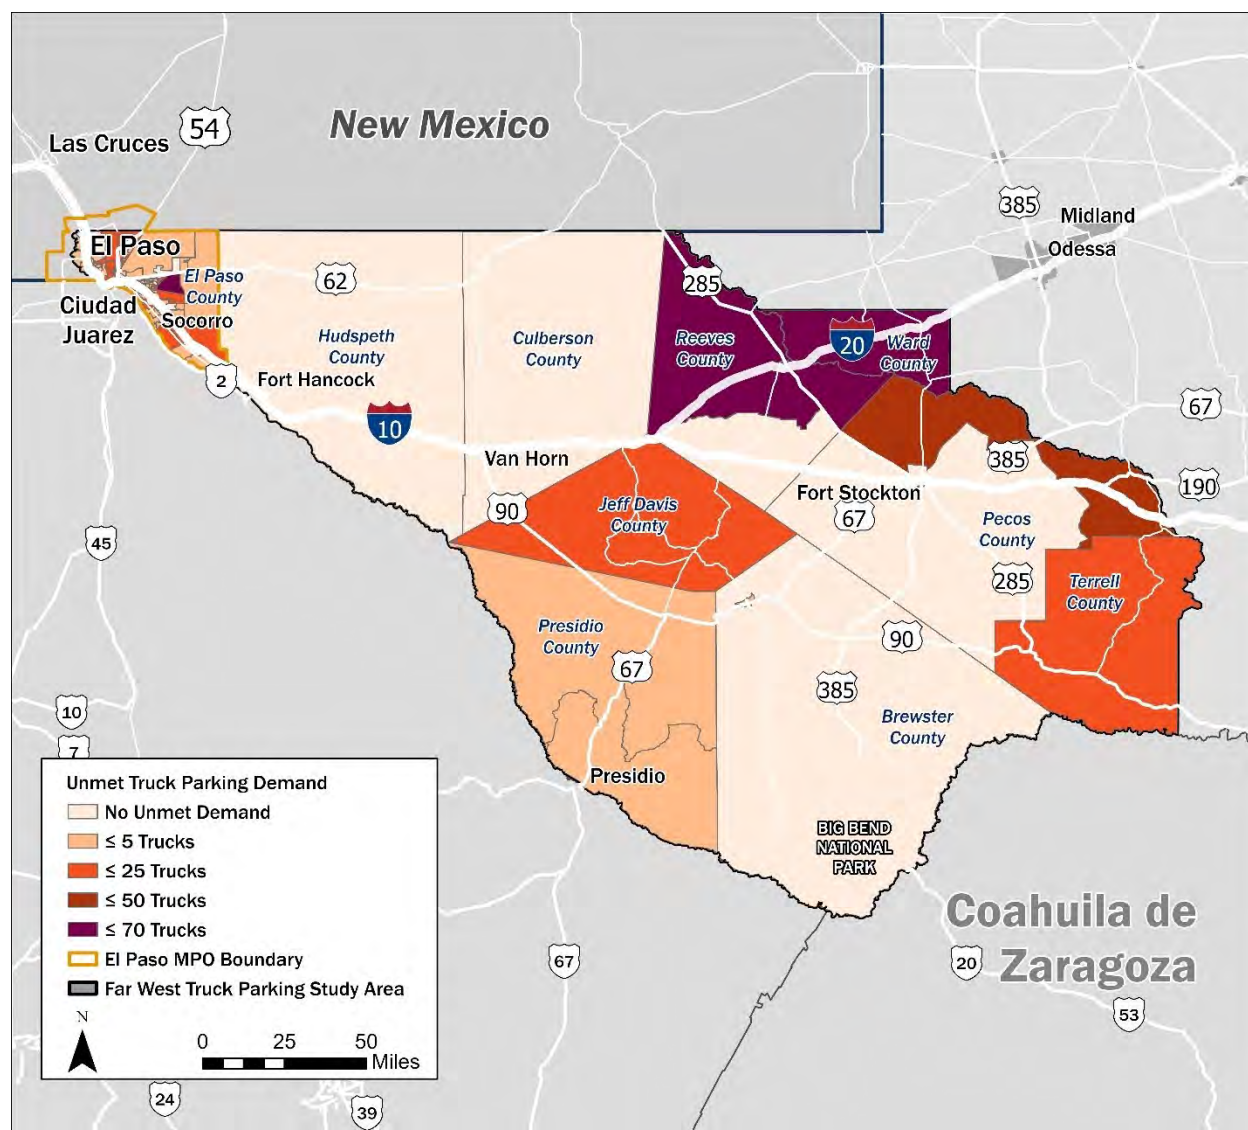 54
New Mexico
Las Cruces
385
Midland
Odessa
El Paso
El Paso
County
62
285
Ciudad
Juarez
Socorro
Hudspeth
County
Culberson
County
Reeves
County
20
Ward
County
2
Fort Hancock
10
67
Van Horn
385
190
Fort Stockton
90
Jeff Davis
County
67
Pecos
County
45
285
Terrell
County
Presidio
County
90
67
385
Brewster
County
10
7
Presidio
BIG BEND
NATIONAL
PARK
Coahuila de
Zaragoza
67
20
53
24
39
Unmet Truck Parking Demand
No Unmet Demand
≤ 5 Trucks
≤ 25 Trucks
≤ 50 Trucks
≤ 70 Trucks
El Paso MPO Boundary
Far West Truck Parking Study Area
N
0 25 50
Miles